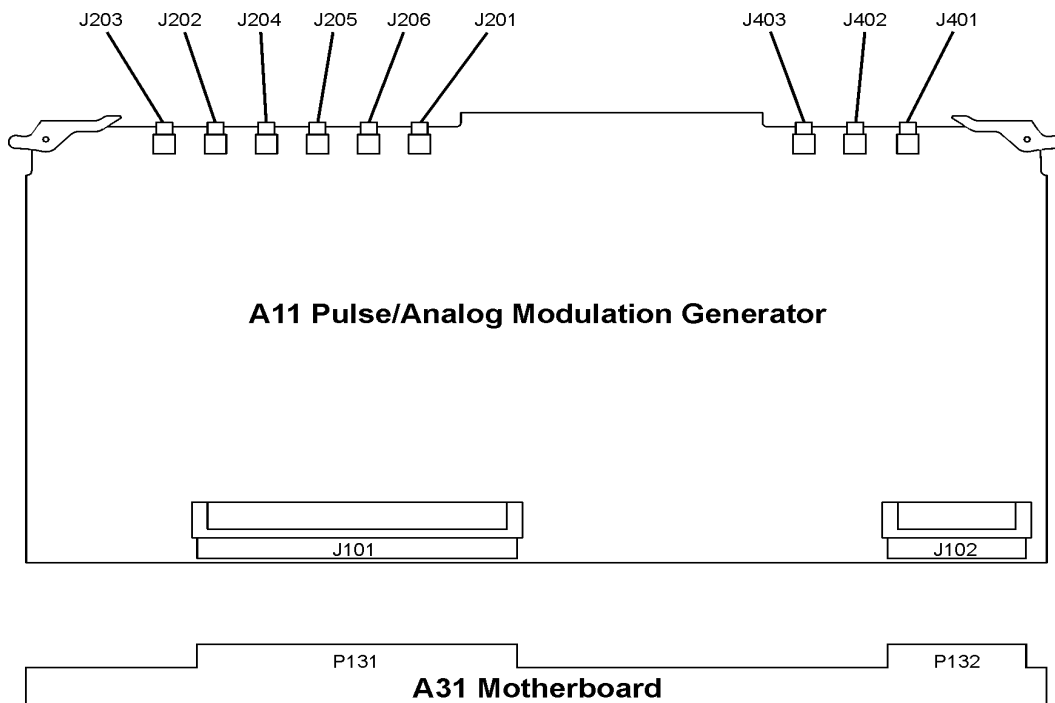 J203 J202 J204 J205 J206 J201 J403 J402 J401
A11 Pulse/Analog Modulation Generator
J101 J102
P131 P132
A31 Motherboard